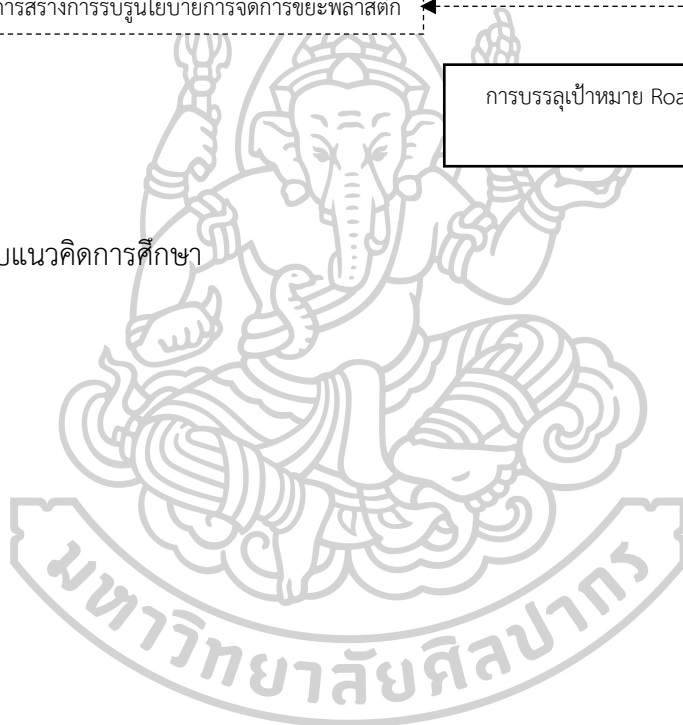 การสร้างการรับรู้นโยบายการจัดการขยะพลาสติก
การบรรลุเป้าหมาย Roa
บแนวคิดการศึกษา
มหาวิทยาลัยศิลปากร